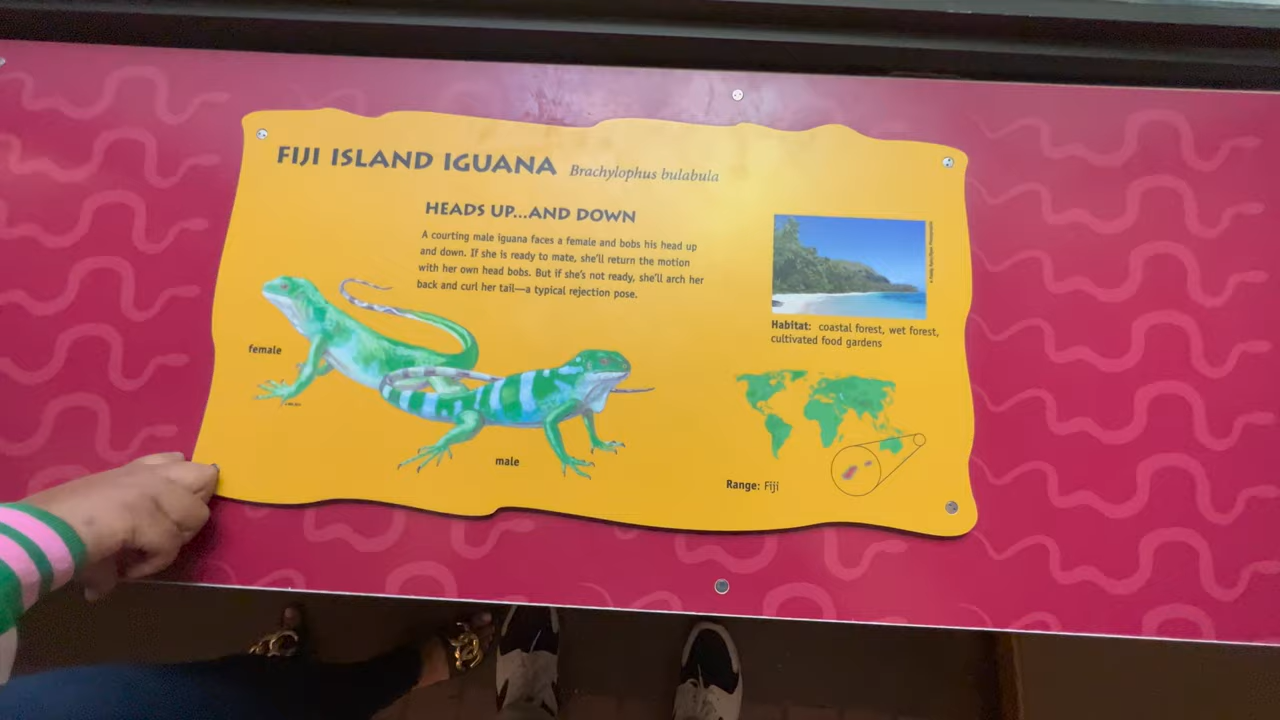 FIJI ISLAND IGUANA Brachylophus bulabula
HEADS UP...AND DOWN
A courting male iguana faces a female and bobs his head up
and down. If she is ready to mate, she'll return the motion
with her own head bobs. But if she's not ready, she'll arch her
back and curl her tail—a typical rejection pose.
female
male
Habitat: coastal forest, wet forest,
cultivated food gardens
Range: Fiji